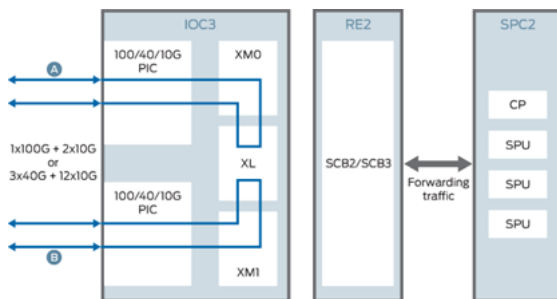 IOC3
100/40/10G
PIC
XM0
A
1x100G + 2x10G
or
3x40G + 12x10G
XL
100/40/10G
PIC
B
XM1
RE2
SCB2/SCB3
Forwarding
traffic
SPC2
CP
SPU
SPU
SPU